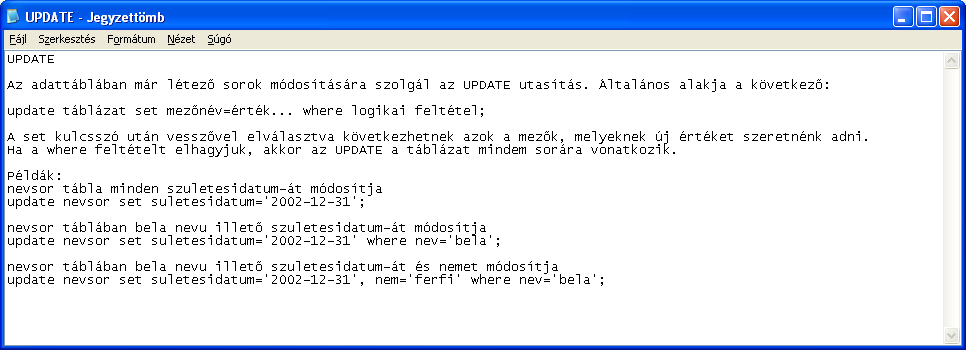 UPDATE - Jegyzettömb
Fájl Szerkesztés Formátum Nézet Súgó
UPDATE
Az adattáblában már létező sorok módosítására szolgál az UPDATE utasítás. Általános alakja a következő:
update táblázat set mezőnév=érték... where logikai feltétel;
A set kulcsszó után vesszővel elválasztva következhetnek azok a mezők, melyeknek új értéket szeretnénk adni.
Ha a where feltételt elhagyjuk, akkor az UPDATE a táblázat mindem sorára vonatkozik.
Példák:
nevsor tábla minden szuletesidatum-át módosítja
update nevsor set suletesidatum='2002-12-31';
nevsor táblában bela nevu illető szuletesidatum-át módosítja
update nevsor set suletesidatum='2002-12-31' where nev='bela';
nevsor táblában bela nevu illető szuletesidatum-át és nemet módosítja
update nevsor set suletesidatum='2002-12-31', nem='ferfi' where nev='bela';